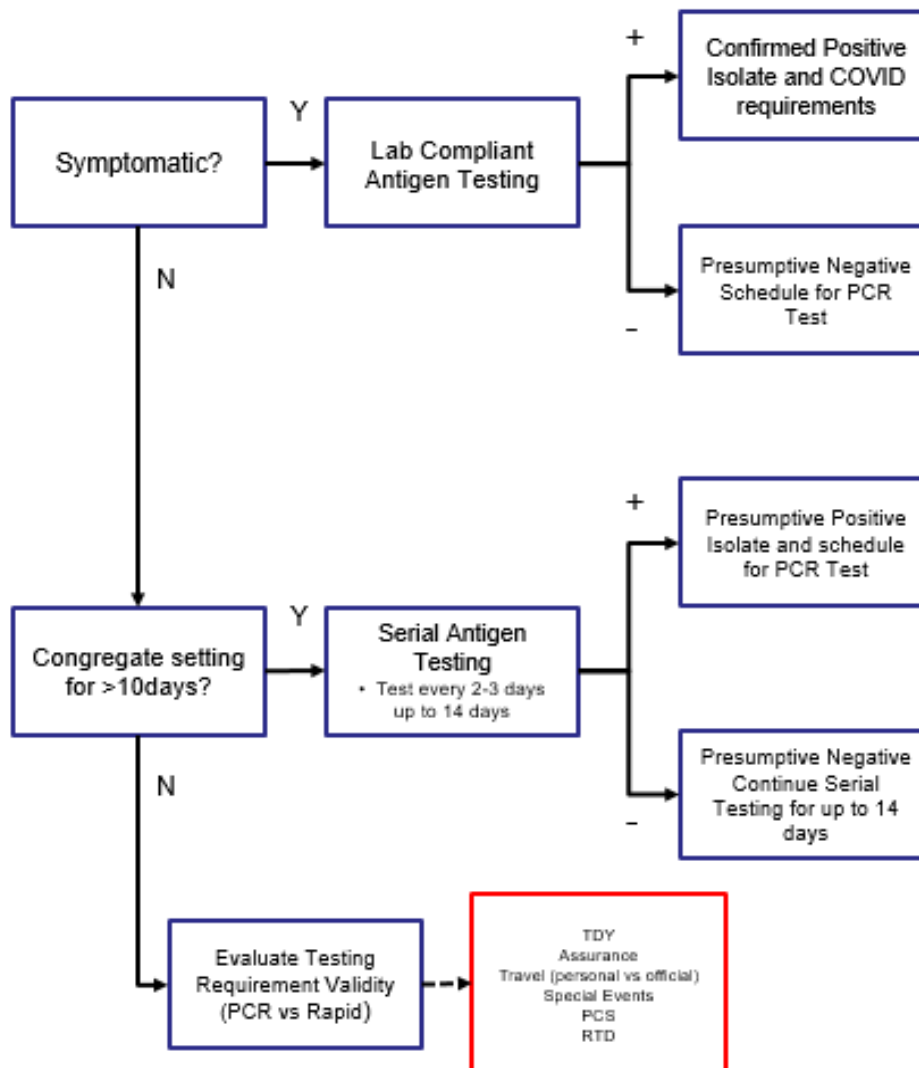 Symptomatic?
Y
Lab Compliant
Antigen Testing
+
Confirmed Positive
Isolate and COVID
requirements
–
Presumptive Negative
Schedule for PCR
Test
N
Congregate setting
for >10days?
Y
Serial Antigen
Testing
• Test every 2-3 days
up to 14 days
+
Presumptive Positive
Isolate and schedule
for PCR Test
–
Presumptive Negative
Continue Serial
Testing for up to 14
days
N
Evaluate Testing
Requirement Validity
(PCR vs Rapid)
TDY
Assurance
Travel (personal vs official)
Special Events
PCS
RTD